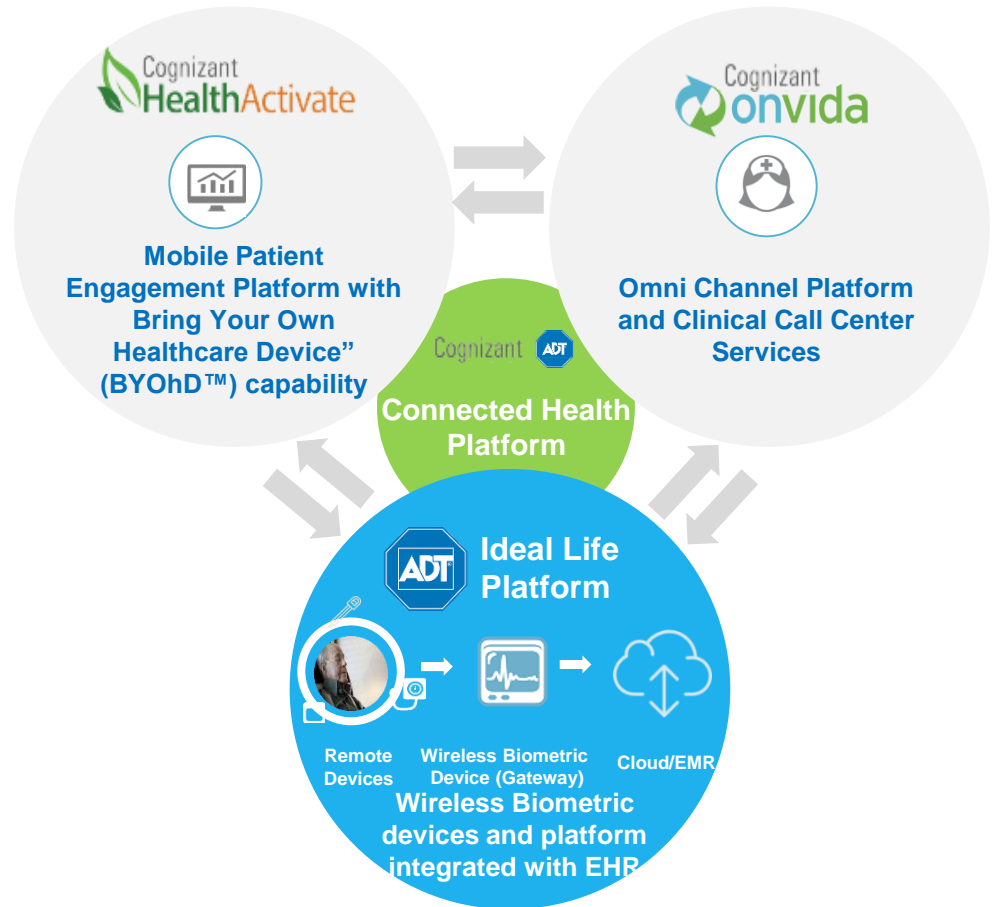 Cognizant
HealthActivate
Mobile Patient
Engagement Platform with
Bring Your Own
Healthcare Device”
(BYOhD™) capability
Cognizant
onvida
Omni Channel Platform
and Clinical Call Center
Services
Cognizant ADT
Connected Health
Platform
ADT
Ideal Life
Platform
Remote
Devices
Wireless Biometric
Device (Gateway)
Cloud/EMR
Wireless Biometric
devices and platform
integrated with EHR